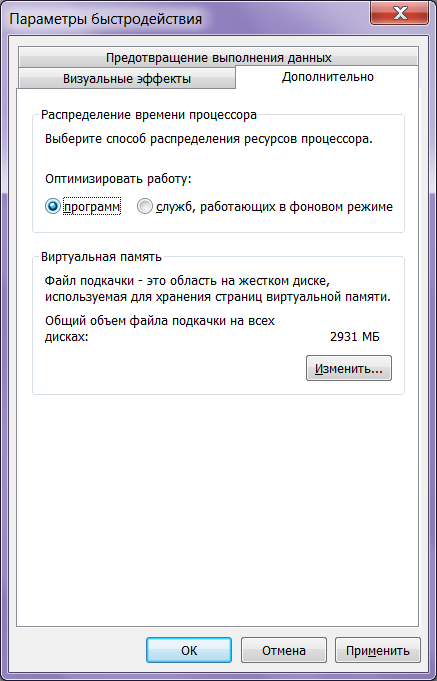 Параметры быстродействия
Предотвращение выполнения данных
Визуальные эффекты
Дополнительно
Распределение времени процессора
Выберите способ распределения ресурсов процессора.
Оптимизировать работу:
программ
служб, работающих в фоновом режиме
Виртуальная память
Файл подкачки - это область на жестком диске,
используемая для хранения страниц виртуальной памяти.
Общий объем файла подкачки на всех
дисках:
2931 МБ
Изменить...
ОК
Отмена
Применить